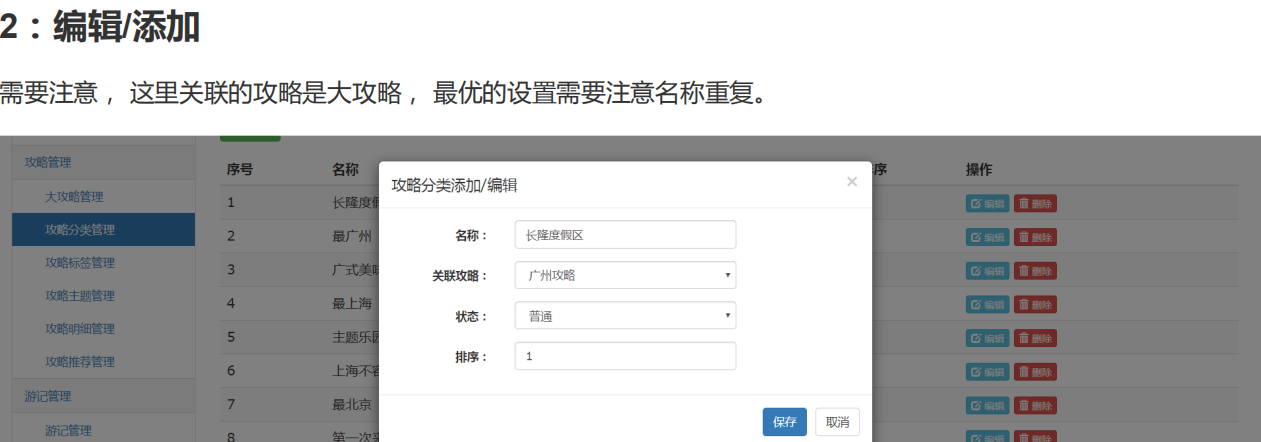 2：编辑/添加
需要注意，这里关联的攻略是大攻略，最优的设置需要注意名称重复。
攻略管理
大攻略管理
攻略分类管理
攻略标签管理
攻略主题管理
攻略明细管理
攻略推荐管理
游记管理
游记管理
序号 名称 序 操作
1 长隆度假 编辑 删除
2 最广州 编辑 删除
3 广式美味 编辑 删除
4 最上海 编辑 删除
5 主题乐园 编辑 删除
6 上海不容 编辑 删除
7 最北京 编辑 删除
8 第一次来 编辑 删除
攻略分类添加/编辑 ×
名称： 长隆度假区
关联攻略： 广州攻略
状态： 普通
排序： 1
保存 取消